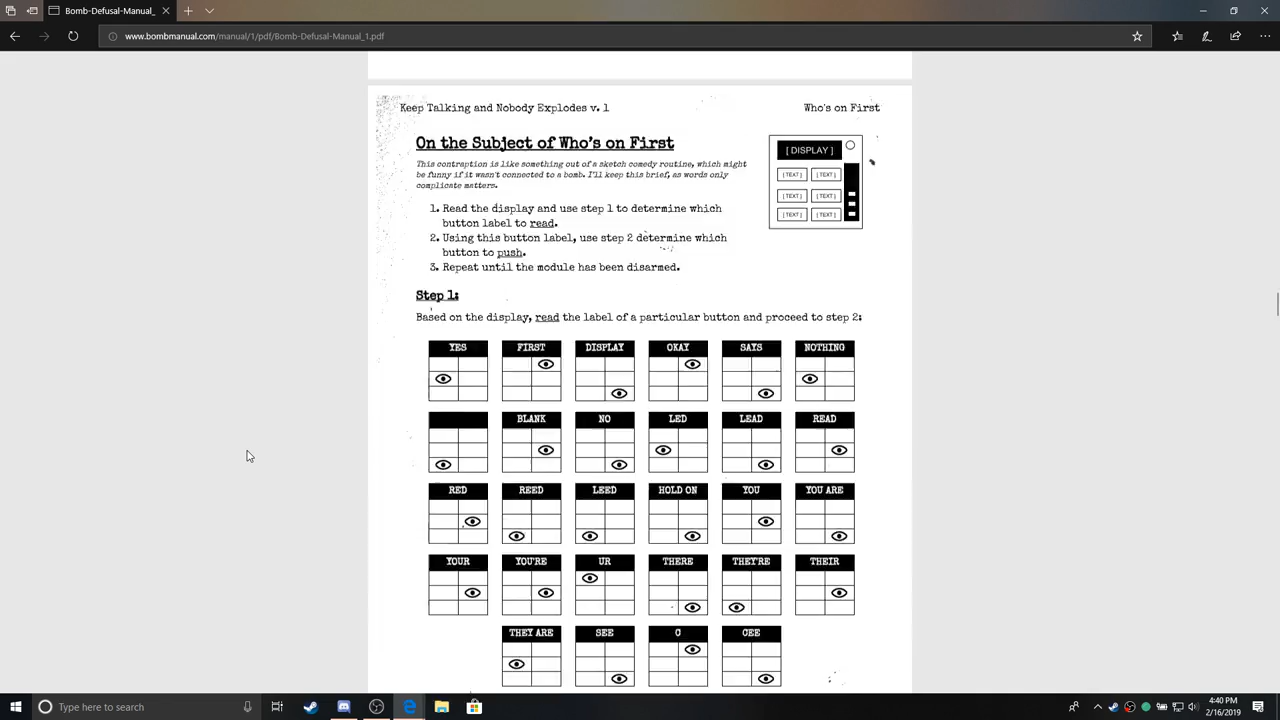 Bomb-Defusal-Manual_
www.bombmanual.com/manual/1/pdf/Bomb-Defusal-Manual_1.pdf
Keep Talking and Nobody Explodes v. 1
Who's on First
On the Subject of Who's on First
This contraption is like something out of a sketch comedy routine, which might
be funny if it wasn't connected to a bomb. I'll keep this brief, as words only
complicate matters.
[ DISPLAY ]
[ TEXT ] [ TEXT ]
[ TEXT ] [ TEXT ]
[ TEXT ] [ TEXT ]
1. Read the display and use step 1 to determine which
button label to read.
2. Using this button label, use step 2 determine which
button to push.
3. Repeat until the module has been disarmed.
Step 1:
Based on the display, read the label of a particular button and proceed to step 2:
YES FIRST DISPLAY OKAY SAYS NOTHING
BLANK NO LED LEAD READ
RED REED LEED HOLD ON YOU YOU ARE
YOUR YOU'RE UR THERE THEY'RE THEIR
THEY ARE SEE C CEE
Type here to search
4:40 PM
2/16/2019